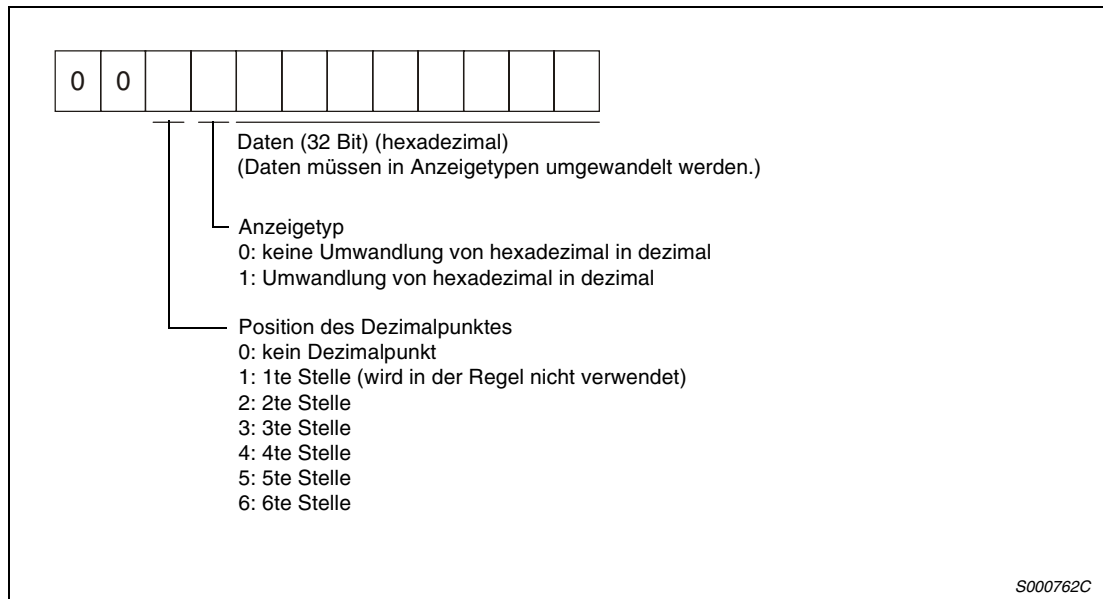 0 0
Daten (32 Bit) (hexadezimal)
(Daten müssen in Anzeigetypen umgewandelt werden.)
Anzeigetyp
0: keine Umwandlung von hexadezimal in dezimal
1: Umwandlung von hexadezimal in dezimal
Position des Dezimalpunktes
0: kein Dezimalpunkt
1: 1te Stelle (wird in der Regel nicht verwendet)
2: 2te Stelle
3: 3te Stelle
4: 4te Stelle
5: 5te Stelle
6: 6te Stelle
S000762C